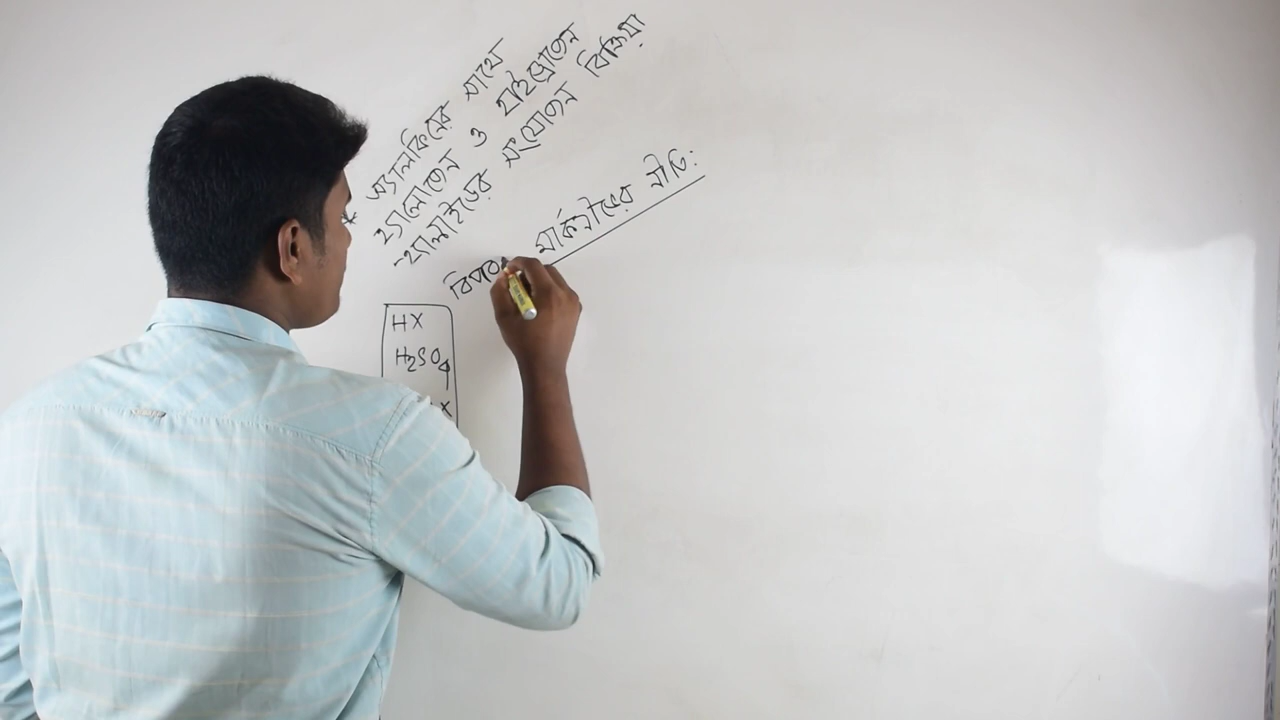 * অ্যালকিনের সাথে
হ্যালোজেন ও হাইড্রোজেন
-হ্যালাইডের সংযোজন বিক্রিয়া
মার্কনীকভের নীতি:
HX
H₂SO₄
x